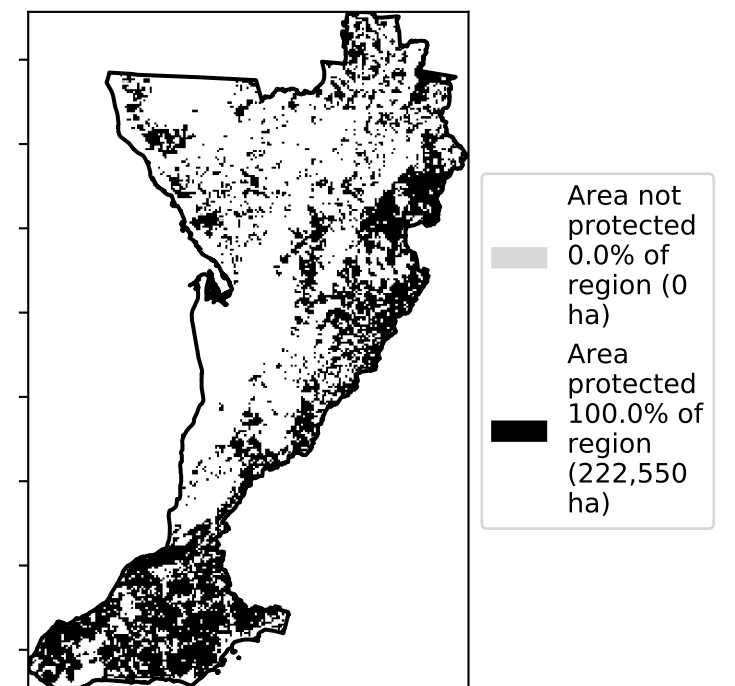 Area not
protected
0.0% of
region (0
ha)
Area
protected
100.0% of
region
(222,550
ha)